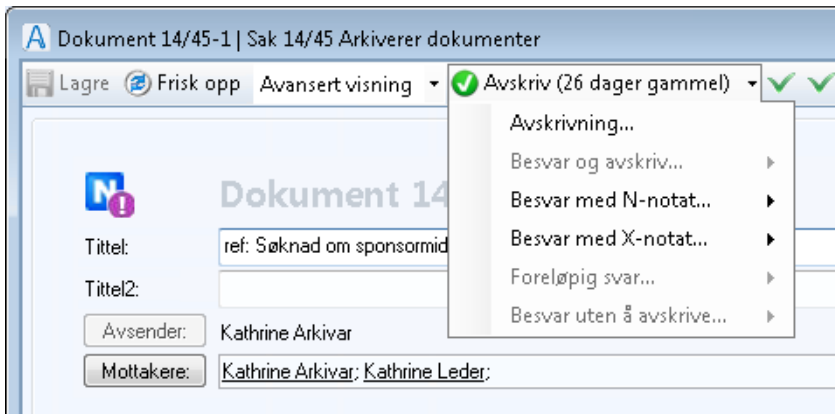 Dokument 14/45-1 | Sak 14/45 Arkiverer dokumenter
Lagre Frisk opp Avansert visning Avskriv (26 dager gammel)
Avskrivning...
Besvar og avskriv...
Besvar med N-notat...
Besvar med X-notat...
Foreløpig svar...
Besvar uten å avskrive...
N
Dokument 14
Tittel: ref: Søknad om sponsormid
Tittel2:
Avsender: Kathrine Arkivar
Mottakere: Kathrine Arkivar; Kathrine Leder;